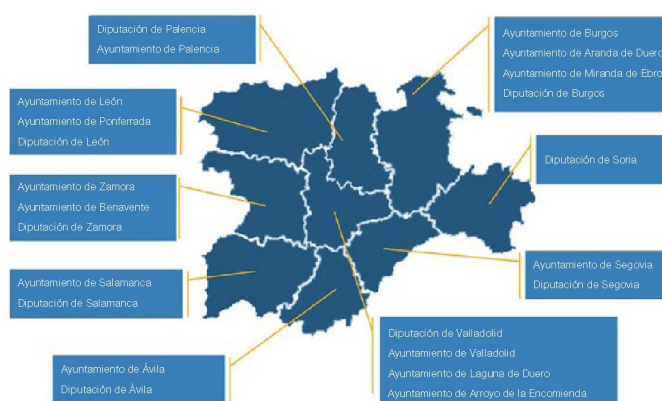 Diputación de Palencia
Ayuntamiento de Palencia
Ayuntamiento de Burgos
Ayuntamiento de Aranda de Duero
Ayuntamiento de Miranda de Ebro
Diputación de Burgos
Ayuntamiento de León
Ayuntamiento de Ponferrada
Diputación de León
Diputación de Soria
Ayuntamiento de Zamora
Ayuntamiento de Benavente
Diputación de Zamora
Ayuntamiento de Segovia
Diputación de Segovia
Ayuntamiento de Salamanca
Diputación de Salamanca
Diputación de Valladolid
Ayuntamiento de Valladolid
Ayuntamiento de Laguna de Duero
Ayuntamiento de Arroyo de la Encomienda
Ayuntamiento de Ávila
Diputación de Ávila